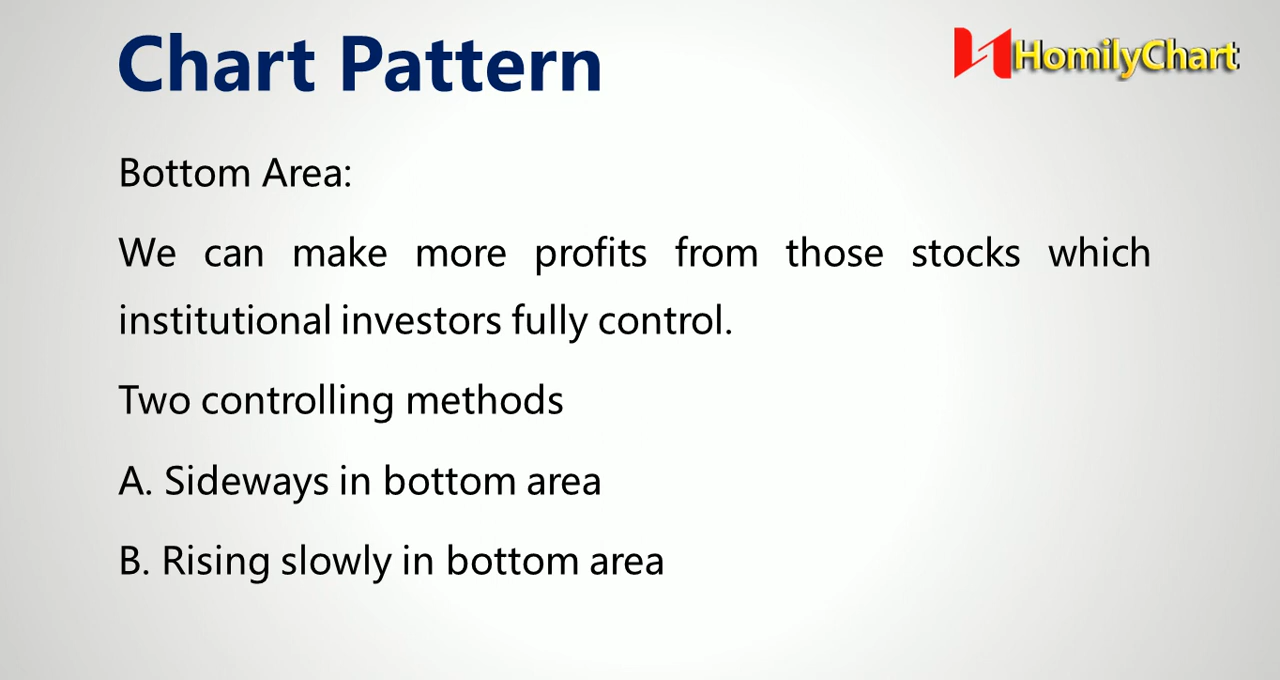 Chart Pattern
HomilyChart
Bottom Area:
We can make more profits from those stocks which
institutional investors fully control.
Two controlling methods
A. Sideways in bottom area
B. Rising slowly in bottom area